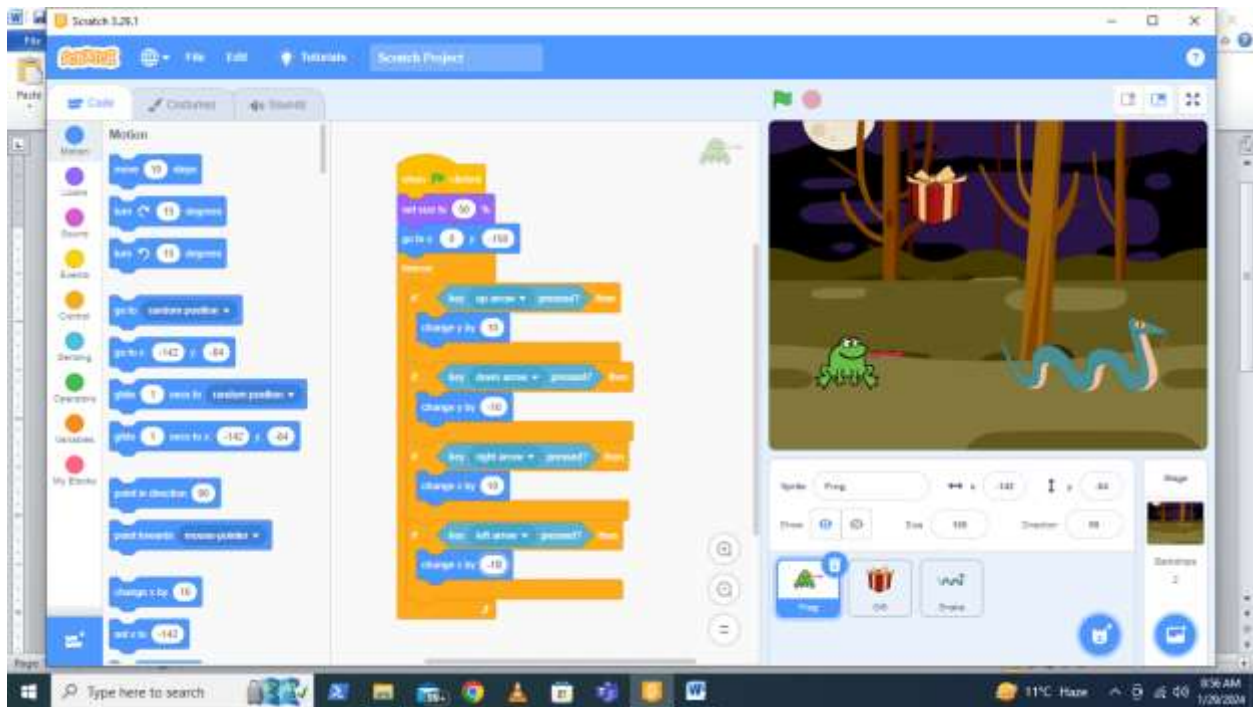 Scratch 3.29.1
File Edit Tutorials Scratch Project
Paste
Code Costumes Sounds
Motion
Motion
move 10 steps
Looks
turn 15 degrees
Sound
turn 15 degrees
Events
Control
go to random position
Sensing
go to x: -142 y: -84
Operators
glide 1 secs to random position
Variables
glide 1 secs to x: -142 y: -84
My Blocks
point in direction 90
point towards mouse-pointer
change x by 10
set x to -142
when clicked
set size to 50 %
go to x: 0 y: -150
forever
if key up arrow pressed? then
change y by 10
if key down arrow pressed? then
change y by -10
if key right arrow pressed? then
change x by 10
if key left arrow pressed? then
change x by -10
Sprite Frog x -142 y -84
Show Size 100 Direction 90
Stage
Backdrops
2
Frog Gift Snake
Page
Type here to search
99+
11°C Haze
8:56 AM
1/29/2024